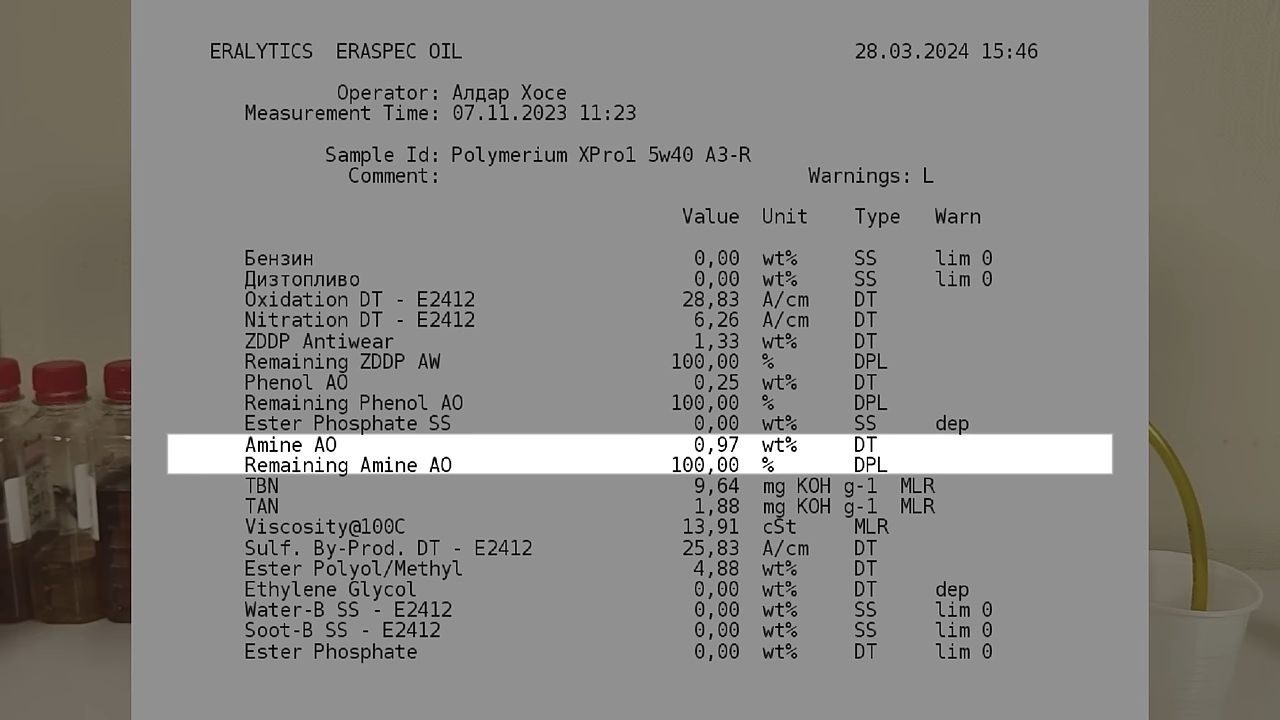 ERALYTICS ERASPEC OIL 28.03.2024 15:46
Operator: Алдар Хосе
Measurement Time: 07.11.2023 11:23
Sample Id: Polymerium XPro1 5w40 A3-R
Comment: Warnings: L
Value Unit Type Warn
Бензин 0,00 wt% SS lim 0
Дизтопливо 0,00 wt% SS lim 0
Oxidation DT - E2412 28,83 A/cm DT
Nitration DT - E2412 6,26 A/cm DT
ZDDP Antiwear 1,33 wt% DT
Remaining ZDDP AW 100,00 % DPL
Phenol AO 0,25 wt% DT
Remaining Phenol AO 100,00 % DPL
Ester Phosphate SS 0,00 wt% SS dep
Amine AO 0,97 wt% DT
Remaining Amine AO 100,00 % DPL
TBN 9,64 mg KOH g-1 MLR
TAN 1,88 mg KOH g-1 MLR
Viscosity@100C 13,91 cSt MLR
Sulf. By-Prod. DT - E2412 25,83 A/cm DT
Ester Polyol/Methyl 4,88 wt% DT
Ethylene Glycol 0,00 wt% DT dep
Water-B SS - E2412 0,00 wt% SS lim 0
Soot-B SS - E2412 0,00 wt% SS lim 0
Ester Phosphate 0,00 wt% DT lim 0